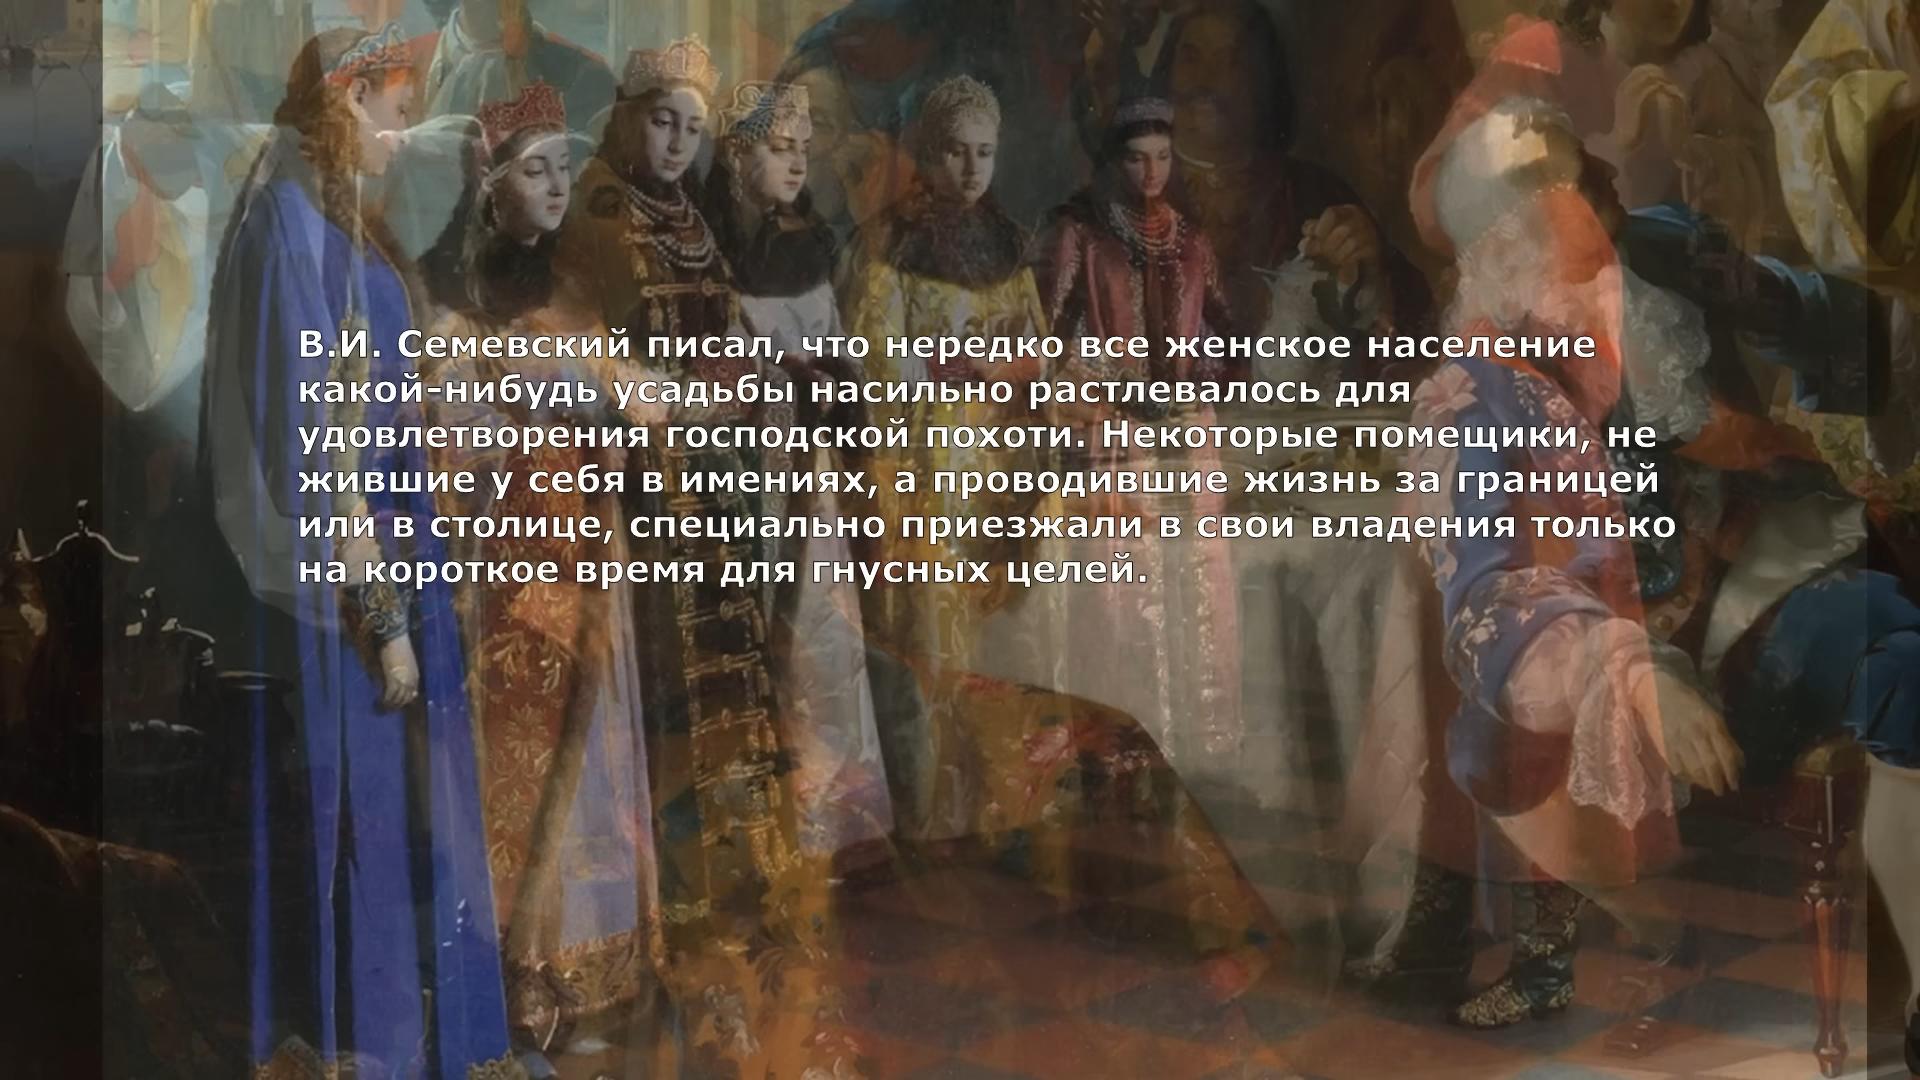 В.И. Семевский писал, что нередко все женское население
какой-нибудь усадьбы насильно растлевалось для
удовлетворения господской похоти. Некоторые помещики, не
жившие у себя в имениях, а проводившие жизнь за границей
или в столице, специально приезжали в свои владения только
на короткое время для гнусных целей.